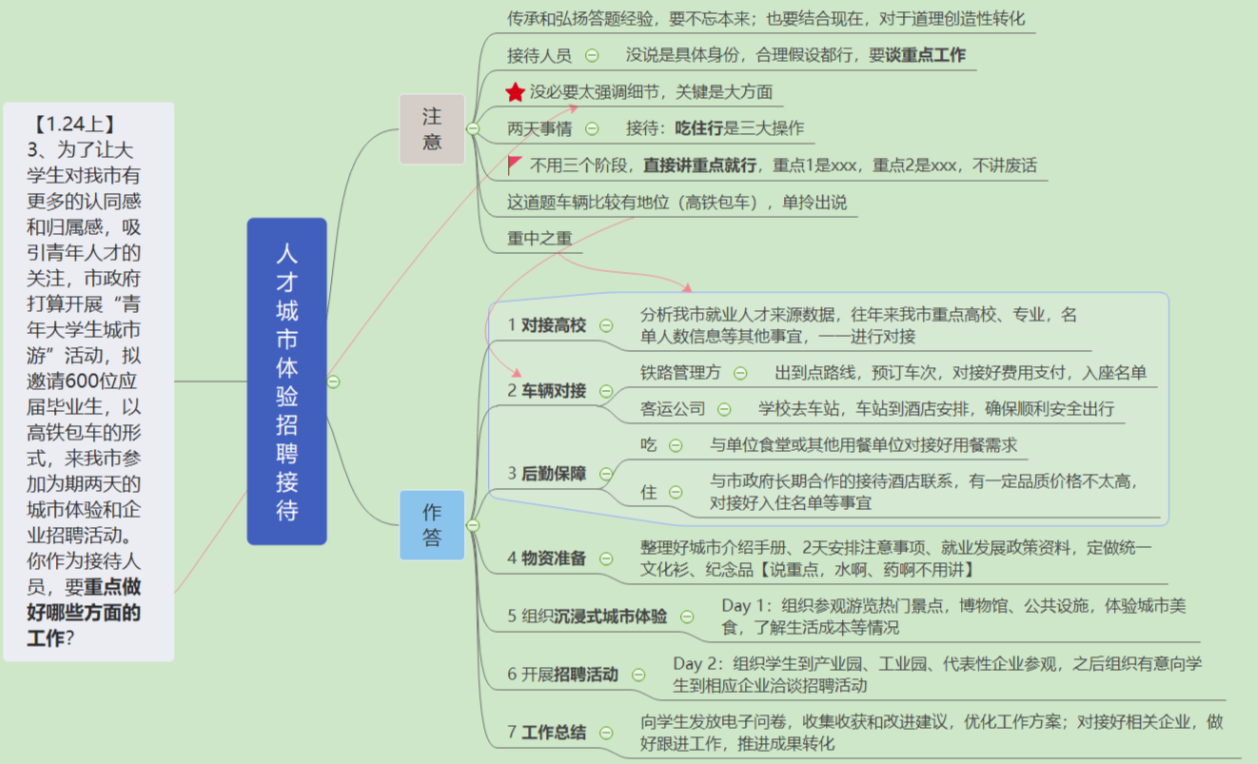 【1.24上】
3、为了让大
学生对我市有
更多的认同感
和归属感，吸
引青年人才的
关注，市政府
打算开展“青
年大学生城市
游”活动，拟
邀请600位应
届毕业生，以
高铁包车的形
式，来我市参
加为期两天的
城市体验和企
业招聘活动。
你作为接待人
员，要重点做
好哪些方面的
工作？
人才城市体验招聘接待
注意
传承和弘扬答题经验，要不忘本来；也要结合现在，对于道理创造性转化
接待人员 没说是具体身份，合理假设都行，要谈重点工作
没必要太强调细节，关键是大方面
两天事情 接待：吃住行是三大操作
不用三个阶段，直接讲重点就行，重点1是xxx，重点2是xxx，不讲废话
这道题车辆比较有地位（高铁包车），单拎出说
重中之重
作答
1 对接高校
分析我市就业人才来源数据，往年来我市重点高校、专业，名
单人数信息等其他事宜，一一进行对接
2 车辆对接
铁路管理方 出到点路线，预订车次，对接好费用支付，入座名单
客运公司 学校去车站，车站到酒店安排，确保顺利安全出行
3 后勤保障
吃 与单位食堂或其他用餐单位对接好用餐需求
住
与市政府长期合作的接待酒店联系，有一定品质价格不太高，
对接好入住名单等事宜
4 物资准备
整理好城市介绍手册、2天安排注意事项、就业发展政策资料，定做统一
文化衫、纪念品【说重点，水啊、药啊不用讲】
5 组织沉浸式城市体验
Day 1：组织参观游览热门景点，博物馆、公共设施，体验城市美
食，了解生活成本等情况
6 开展招聘活动
Day 2：组织学生到产业园、工业园、代表性企业参观，之后组织有意向学
生到相应企业洽谈招聘活动
7 工作总结
向学生发放电子问卷，收集收获和改进建议，优化工作方案；对接好相关企业，做
好跟进工作，推进成果转化